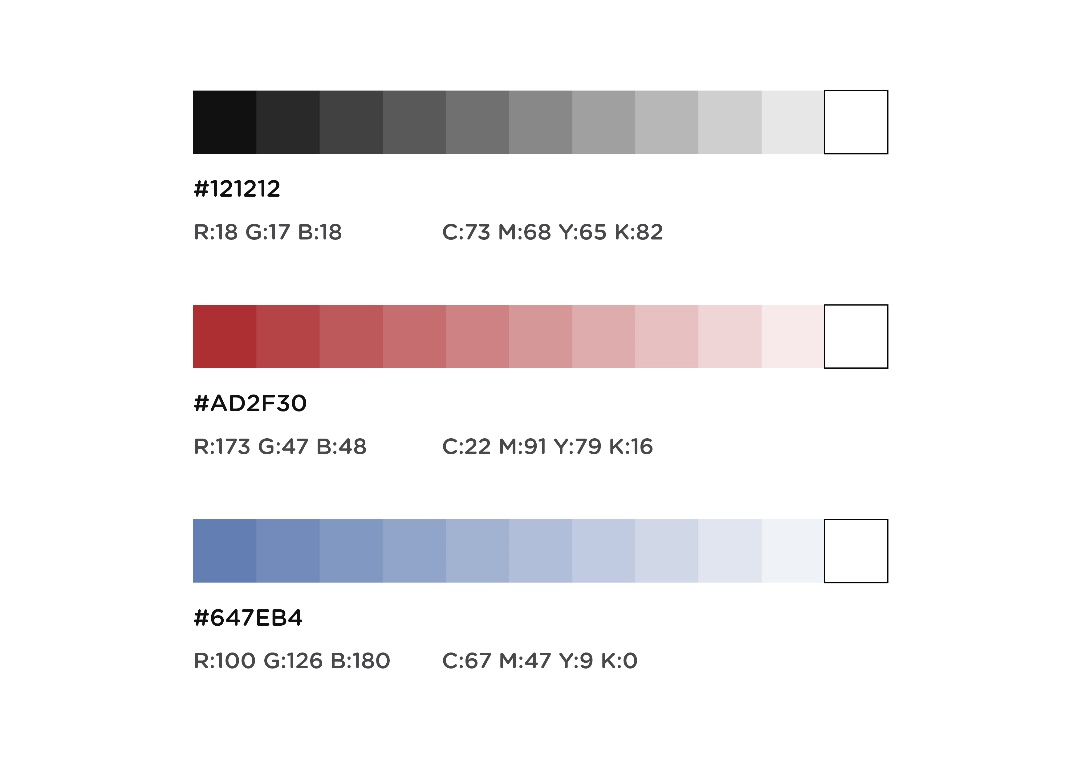 #121212
R:18 G:17 B:18 C:73 M:68 Y:65 K:82
#AD2F30
R:173 G:47 B:48 C:22 M:91 Y:79 K:16
#647EB4
R:100 G:126 B:180 C:67 M:47 Y:9 K:0